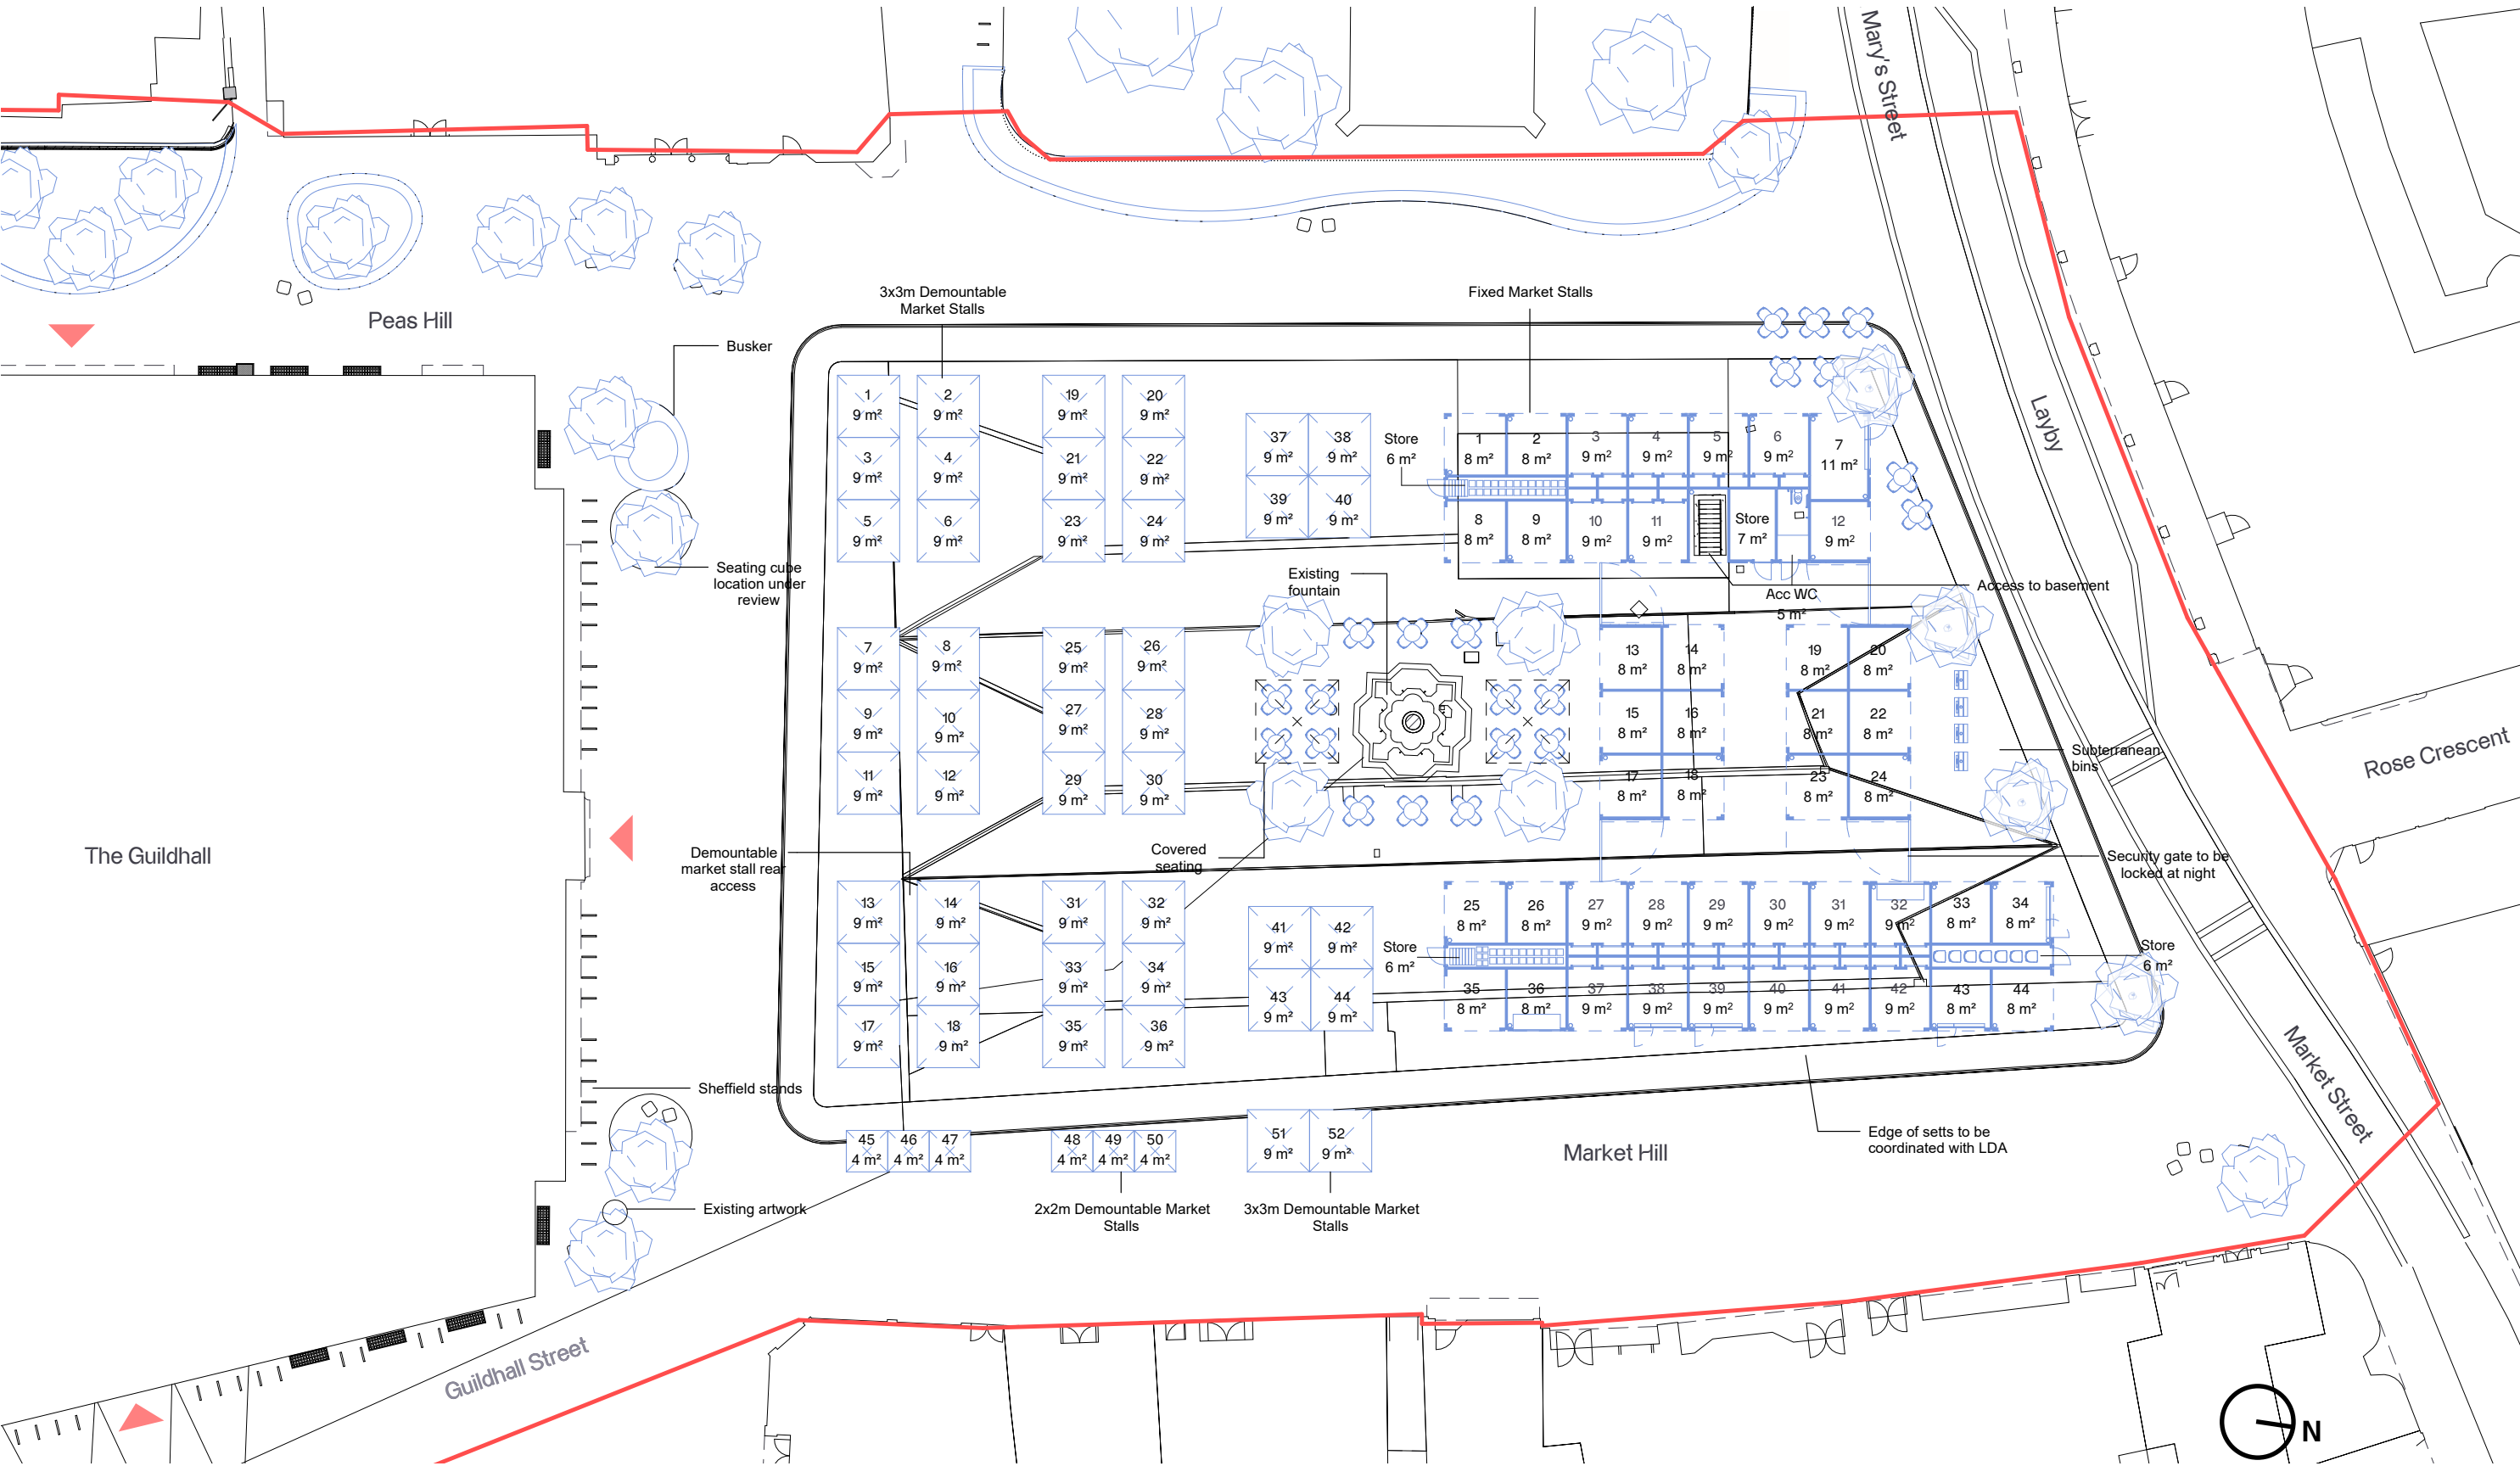 Mary's Street
3x3m Demountable
Market Stalls
Fixed Market Stalls
Peas Hill
Busker
Layby
1
9 m²
2
9 m²
19
9 m²
20
9 m²
3
9 m²
4
9 m²
21
9 m²
22
9 m²
5
9 m²
6
9 m²
23
9 m²
24
9 m²
37
9 m²
38
9 m²
39
9 m²
40
9 m²
Store
6 m²
1
8 m²
2
8 m²
3
9 m²
4
9 m²
5
9 m²
6
9 m²
7
11 m²
8
8 m²
9
8 m²
10
9 m²
11
9 m²
Store
7 m²
12
9 m²
Seating cube
location under
review
Existing
fountain
Acc WC
5 m²
Access to basement
7
9 m²
8
9 m²
25
9 m²
26
9 m²
9
9 m²
10
9 m²
27
9 m²
28
9 m²
11
9 m²
12
9 m²
29
9 m²
30
9 m²
13
8 m²
14
8 m²
19
8 m²
20
8 m²
15
8 m²
16
8 m²
21
8 m²
22
8 m²
17
8 m²
18
8 m²
23
8 m²
24
8 m²
Subterranean
bins
Rose Crescent
The Guildhall
Demountable
market stall rear
access
Covered
seating
Security gate to be
locked at night
13
9 m²
14
9 m²
31
9 m²
32
9 m²
15
9 m²
16
9 m²
33
9 m²
34
9 m²
17
9 m²
18
9 m²
35
9 m²
36
9 m²
41
9 m²
42
9 m²
43
9 m²
44
9 m²
Store
6 m²
25
8 m²
26
8 m²
27
9 m²
28
9 m²
29
9 m²
30
9 m²
31
9 m²
32
9 m²
33
8 m²
34
8 m²
Store
6 m²
35
8 m²
36
8 m²
37
9 m²
38
9 m²
39
9 m²
40
9 m²
41
9 m²
42
9 m²
43
8 m²
44
8 m²
Sheffield stands
Market Street
45
4 m²
46
4 m²
47
4 m²
48
4 m²
49
4 m²
50
4 m²
51
9 m²
52
9 m²
Market Hill
Edge of setts to be
coordinated with LDA
Existing artwork
2x2m Demountable Market
Stalls
3x3m Demountable Market
Stalls
Guildhall Street
N